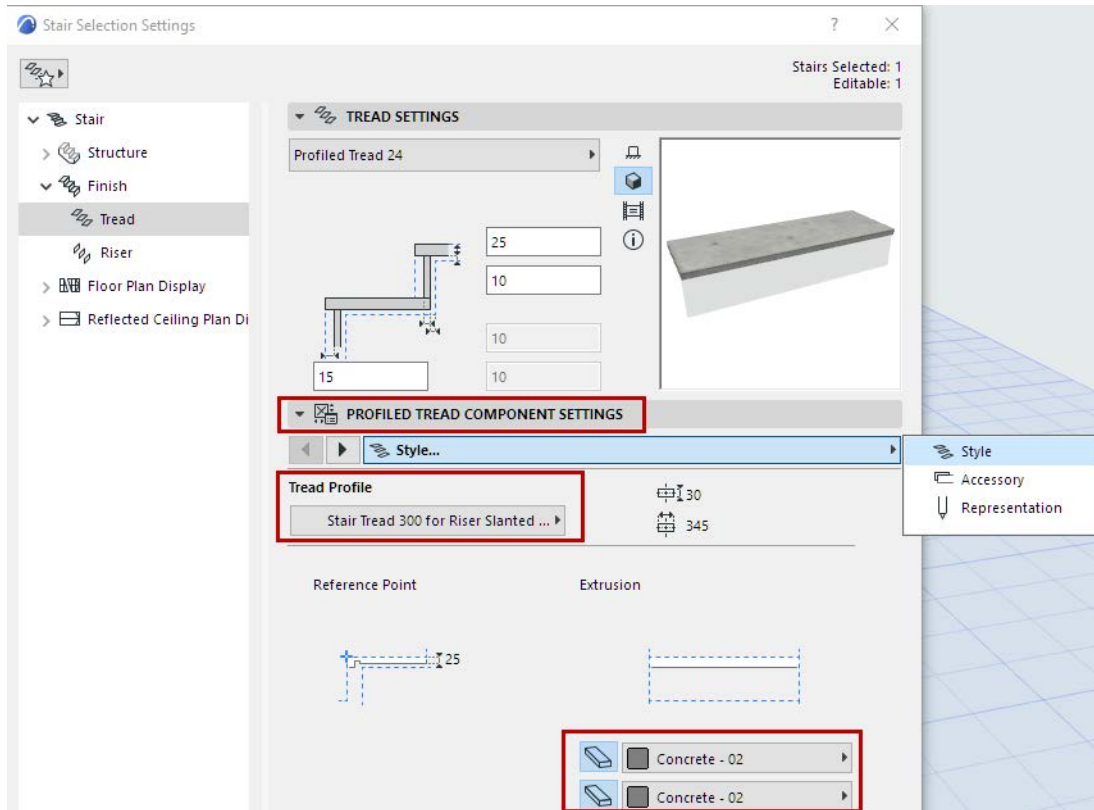 Stair Selection Settings
?
Stairs Selected: 1
Editable: 1
Stair
Structure
Finish
Tread
Riser
Floor Plan Display
Reflected Ceiling Plan Di
TREAD SETTINGS
Profiled Tread 24
25
10
10
15
10
PROFILED TREAD COMPONENT SETTINGS
Style...
Style
Accessory
Representation
Tread Profile
Stair Tread 300 for Riser Slanted ...
30
345
Reference Point
Extrusion
25
Concrete - 02
Concrete - 02